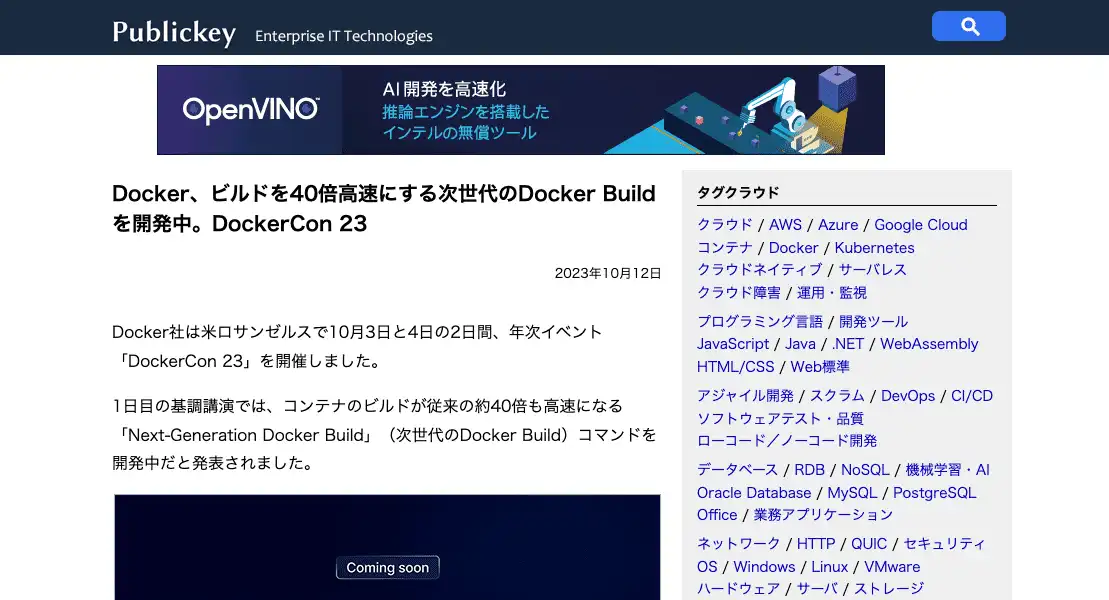 Publickey Enterprise IT Technologies
OpenVINO™
AI開発を高速化
推論エンジンを搭載した
インテルの無償ツール
Docker、ビルドを40倍高速にする次世代のDocker Build
を開発中。DockerCon 23
2023年10月12日
Docker社は米ロサンゼルスで10月3日と4日の2日間、年次イベント
「DockerCon 23」を開催しました。
1日目の基調講演では、コンテナのビルドが従来の約40倍も高速になる
「Next-Generation Docker Build」（次世代のDocker Build）コマンドを
開発中だと発表されました。
Coming soon
タグクラウド
クラウド / AWS / Azure / Google Cloud
コンテナ / Docker / Kubernetes
クラウドネイティブ / サーバレス
クラウド障害 / 運用・監視
プログラミング言語 / 開発ツール
JavaScript / Java / .NET / WebAssembly
HTML/CSS / Web標準
アジャイル開発 / スクラム / DevOps / CI/CD
ソフトウェアテスト・品質
ローコード／ノーコード開発
データベース / RDB / NoSQL / 機械学習・AI
Oracle Database / MySQL / PostgreSQL
Office / 業務アプリケーション
ネットワーク / HTTP / QUIC / セキュリティ
OS / Windows / Linux / VMware
ハードウェア / サーバ / ストレージ